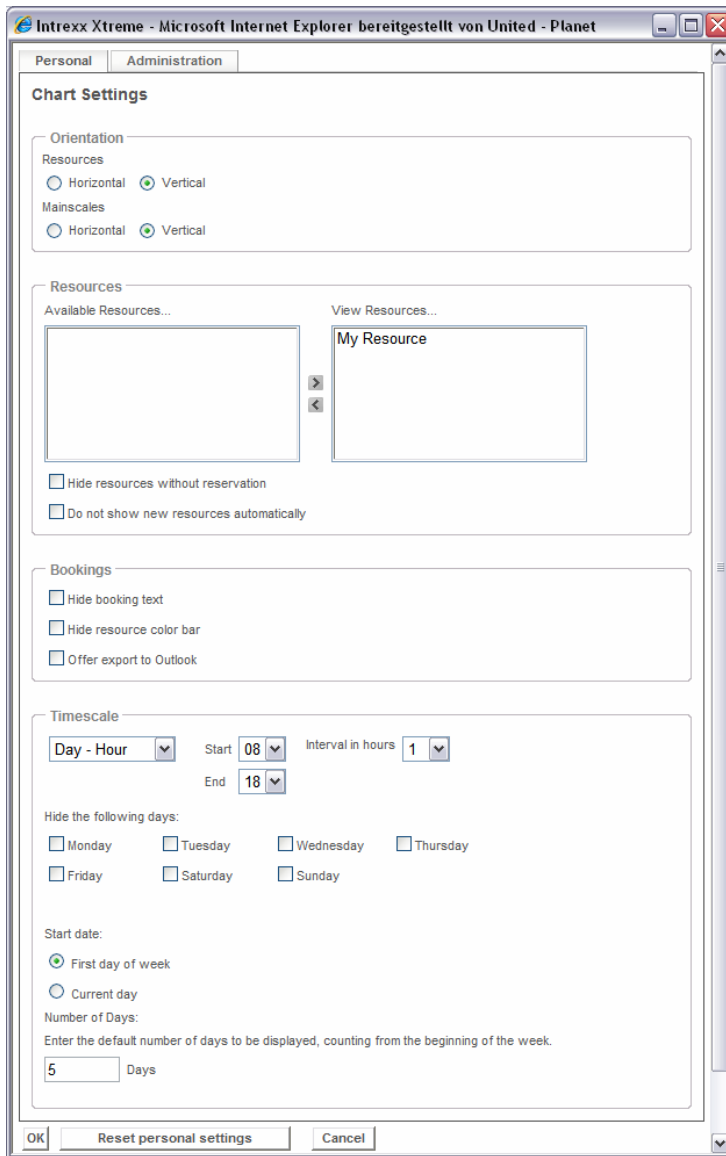 Intrexx Xtreme - Microsoft Internet Explorer bereitgestellt von United - Planet
Personal Administration
Chart Settings
Orientation
Resources
Horizontal Vertical
Mainscales
Horizontal Vertical
Resources
Available Resources... View Resources...
My Resource
Hide resources without reservation
Do not show new resources automatically
Bookings
Hide booking text
Hide resource color bar
Offer export to Outlook
Timescale
Day - Hour Start 08 Interval in hours 1
End 18
Hide the following days:
Monday Tuesday Wednesday Thursday
Friday Saturday Sunday
Start date:
First day of week
Current day
Number of Days:
Enter the default number of days to be displayed, counting from the beginning of the week.
5 Days
OK Reset personal settings Cancel